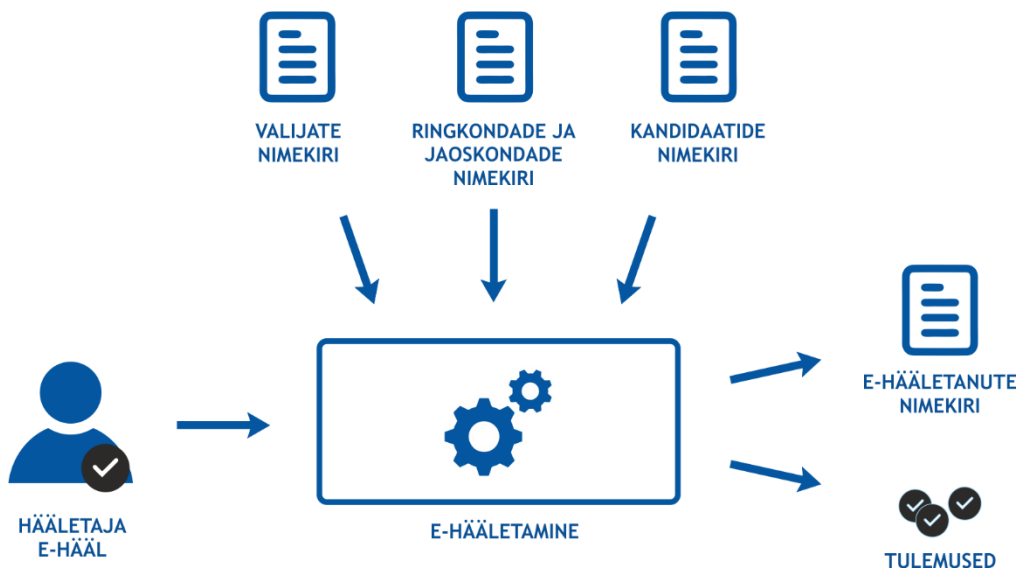 VALIJATE
NIMEKIRI
RINGKONDADE JA
JAOSKONDADE
NIMEKIRI
KANDIDAATIDE
NIMEKIRI
E-HÄÄLETANUTE
NIMEKIRI
HÄÄLETAJA
E-HÄÄL
E-HÄÄLETAMINE
TULEMUSED